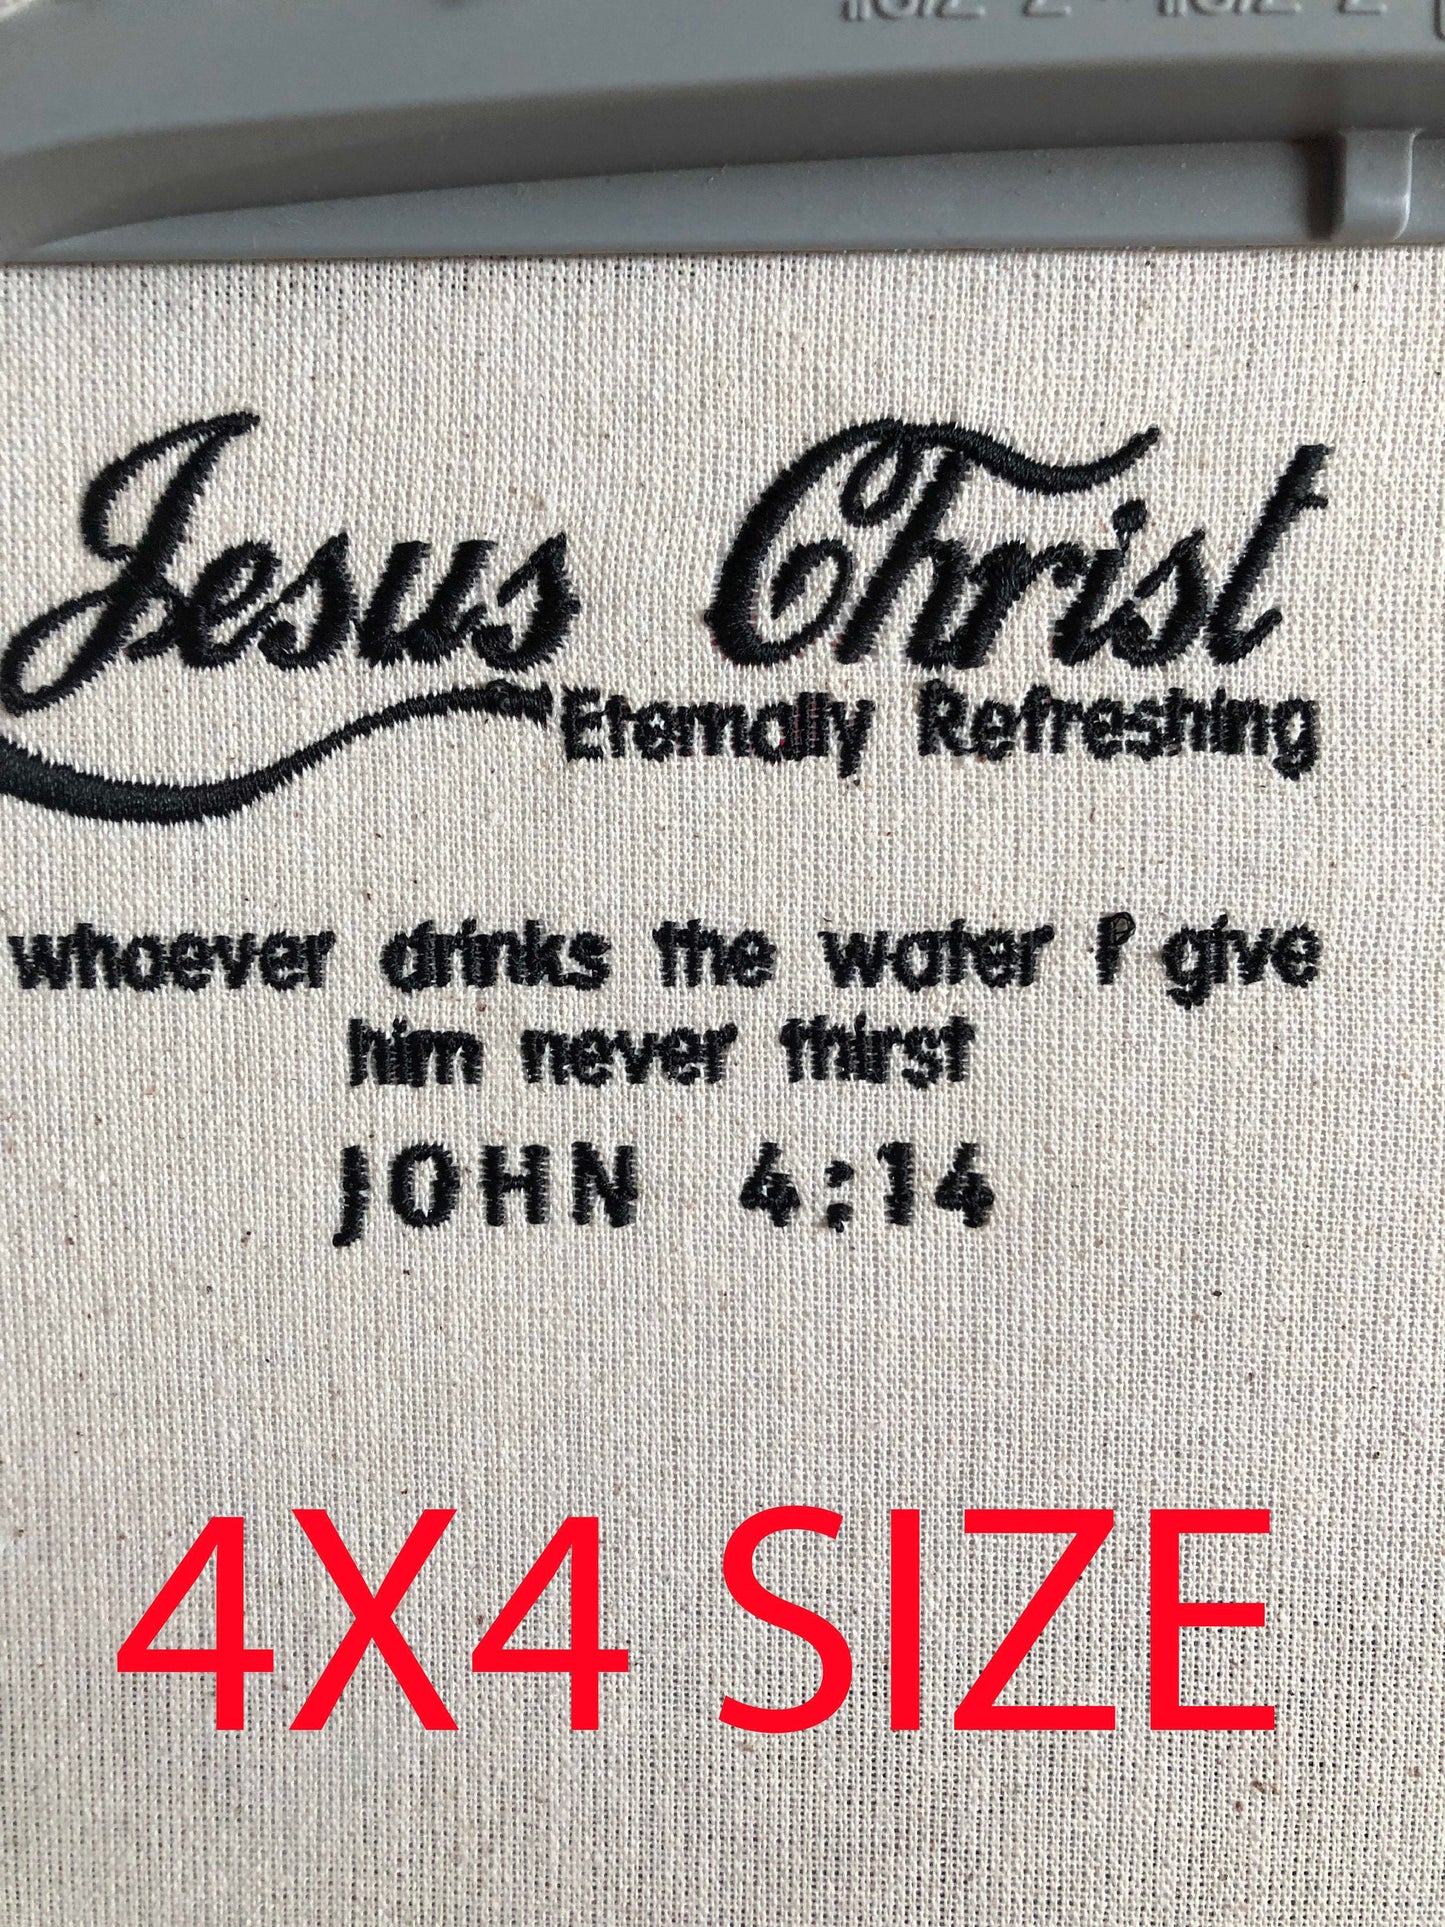 Jesus Christ
Eternally Refreshing
whoever drinks the water I give
him never thirst
JOHN 4:14
4X4 SIZE